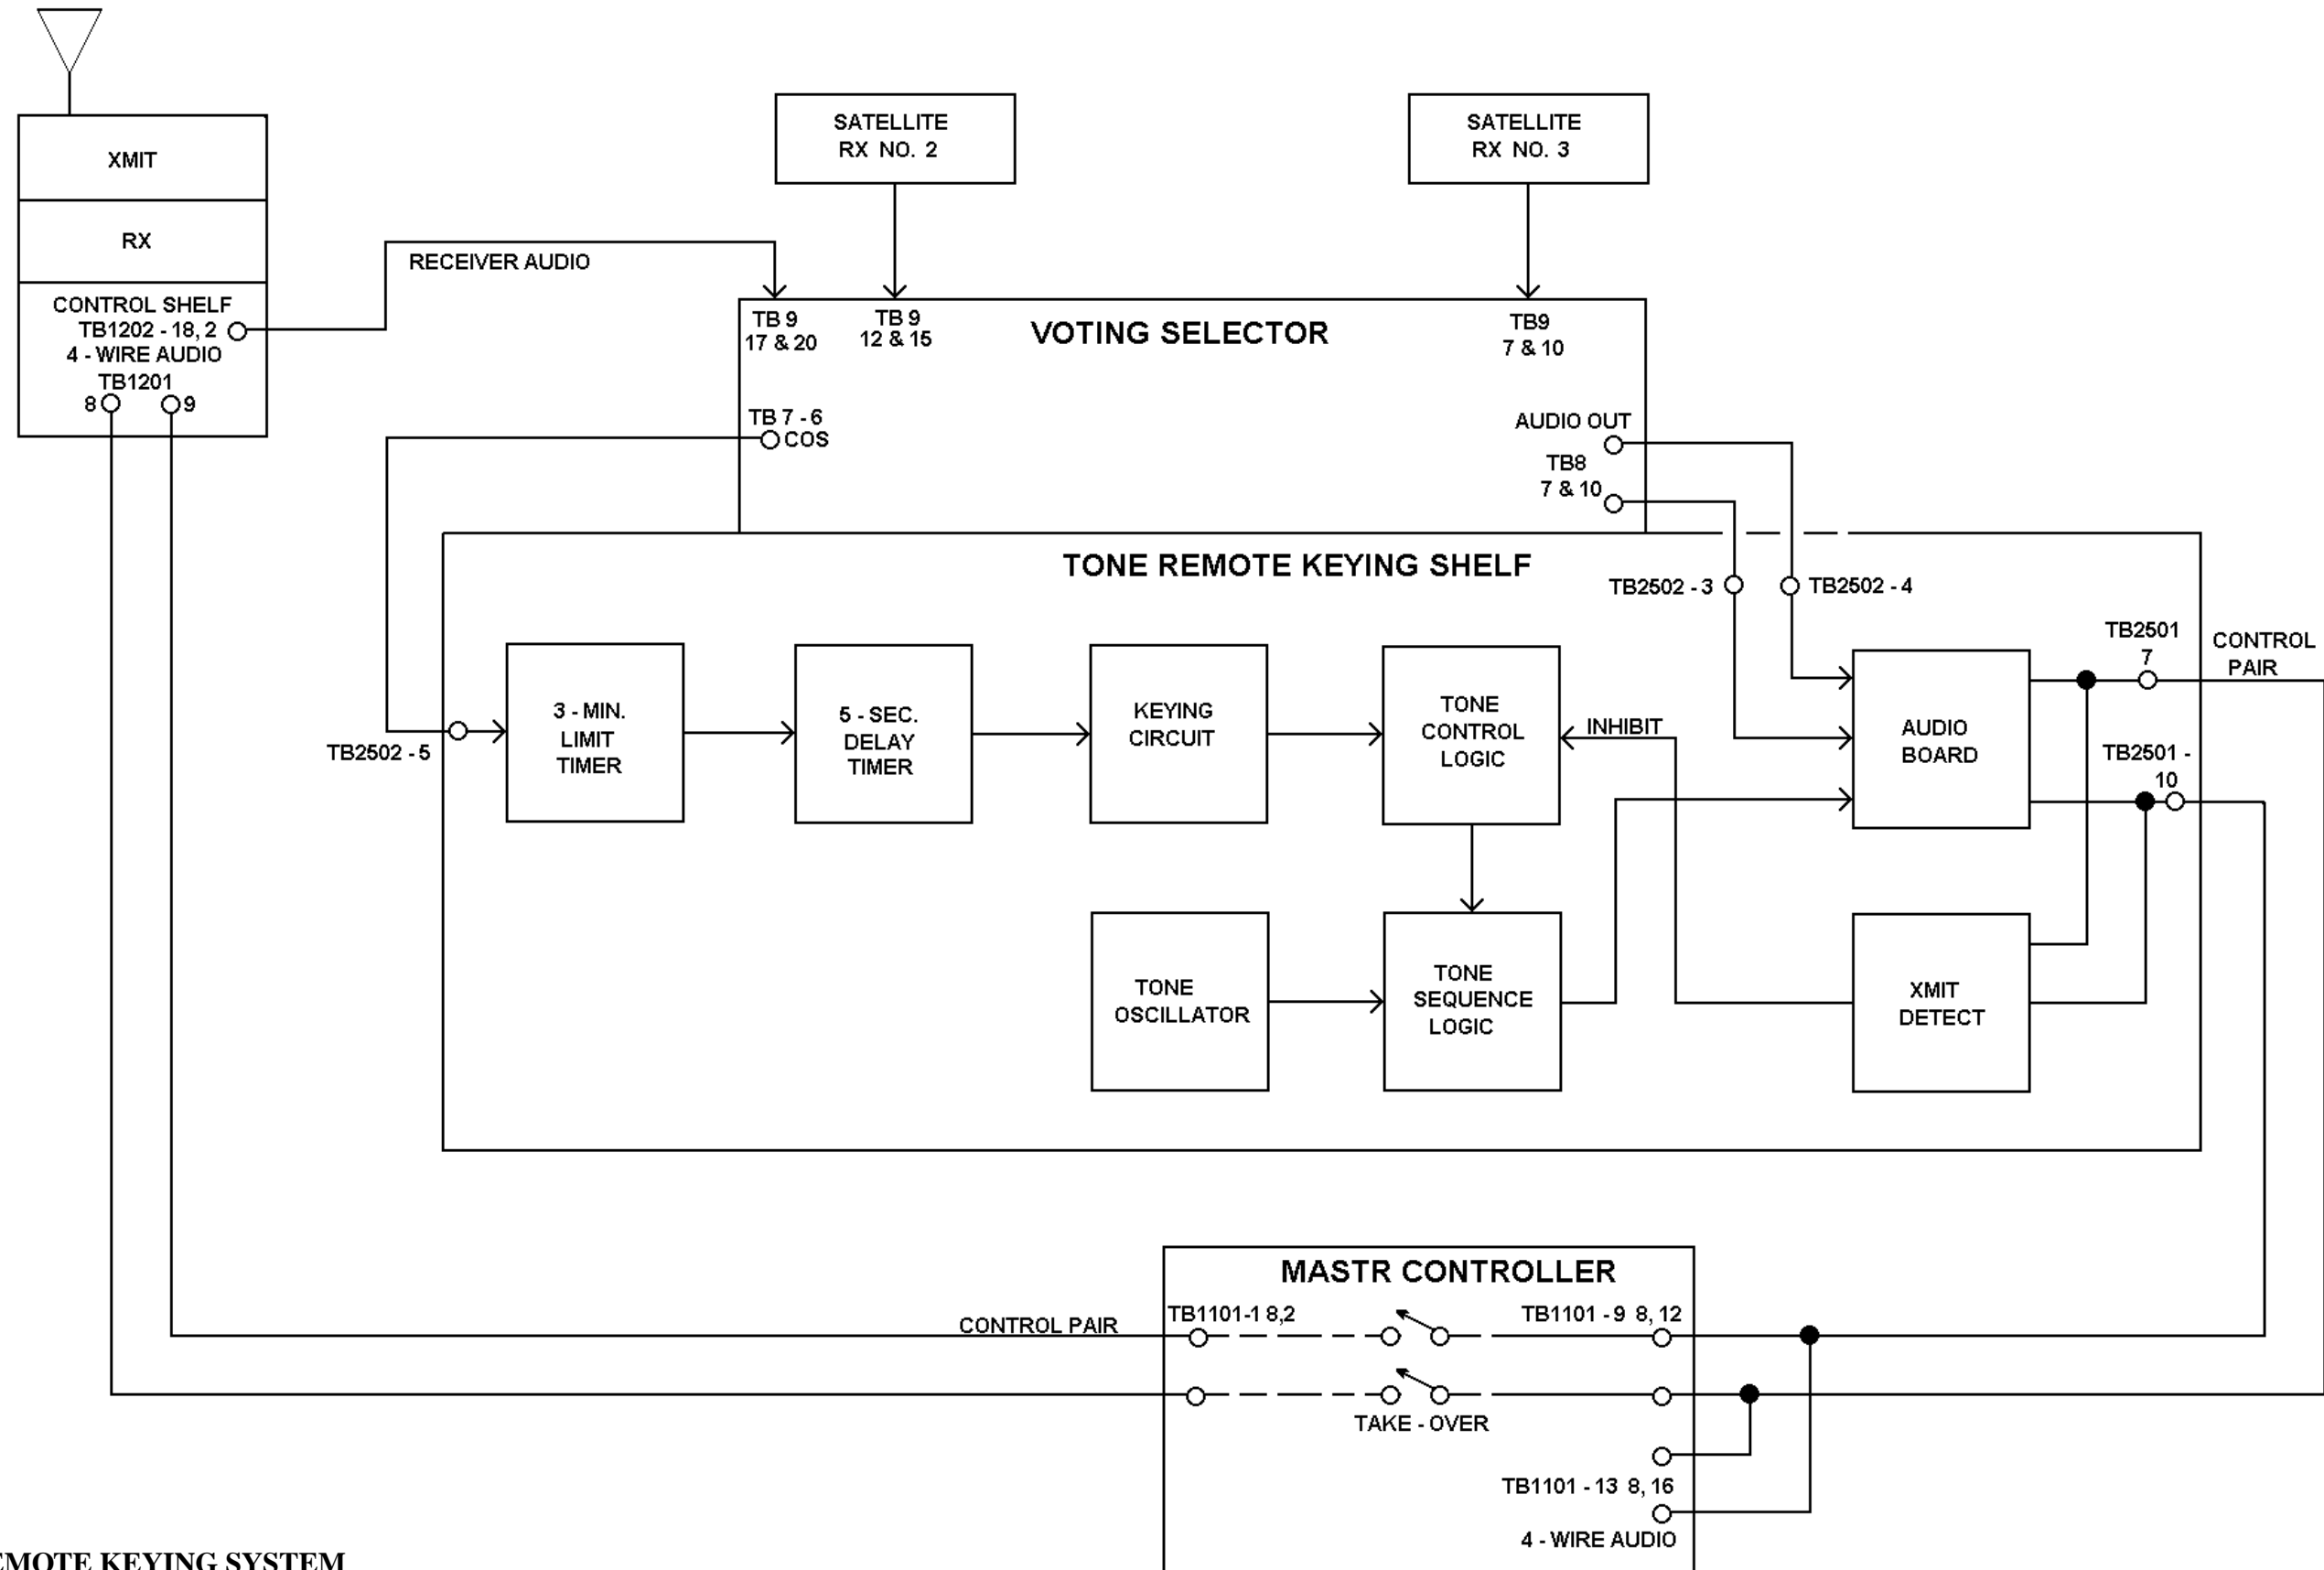 XMIT
RX
CONTROL SHELF
TB1202 - 18, 2
4 - WIRE AUDIO
TB1201
8
9
RECEIVER AUDIO
SATELLITE
RX NO. 2
SATELLITE
RX NO. 3
TB 9
17 & 20
TB 9
12 & 15
VOTING SELECTOR
TB9
7 & 10
TB 7 - 6
COS
AUDIO OUT
TB8
7 & 10
TONE REMOTE KEYING SHELF
TB2502 - 3
TB2502 - 4
TB2502 - 5
3 - MIN.
LIMIT
TIMER
5 - SEC.
DELAY
TIMER
KEYING
CIRCUIT
TONE
CONTROL
LOGIC
INHIBIT
AUDIO
BOARD
TB2501
7
CONTROL
PAIR
TB2501 -
10
TONE
OSCILLATOR
TONE
SEQUENCE
LOGIC
XMIT
DETECT
MASTR CONTROLLER
CONTROL PAIR
TB1101-1 8,2
TB1101 - 9 8, 12
TAKE - OVER
TB1101 - 13 8, 16
4 - WIRE AUDIO
KEYING SYSTEM